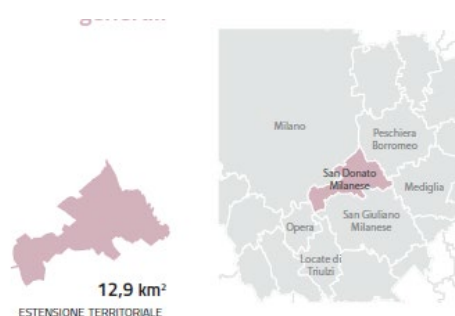 Milano
Peschiera
Borromeo
San Donato
Milanese
Mediglia
San Giuliano
Milanese
Opera
Locate di
Triulzi
12,9 km²
ESTENSIONE TERRITORIALE